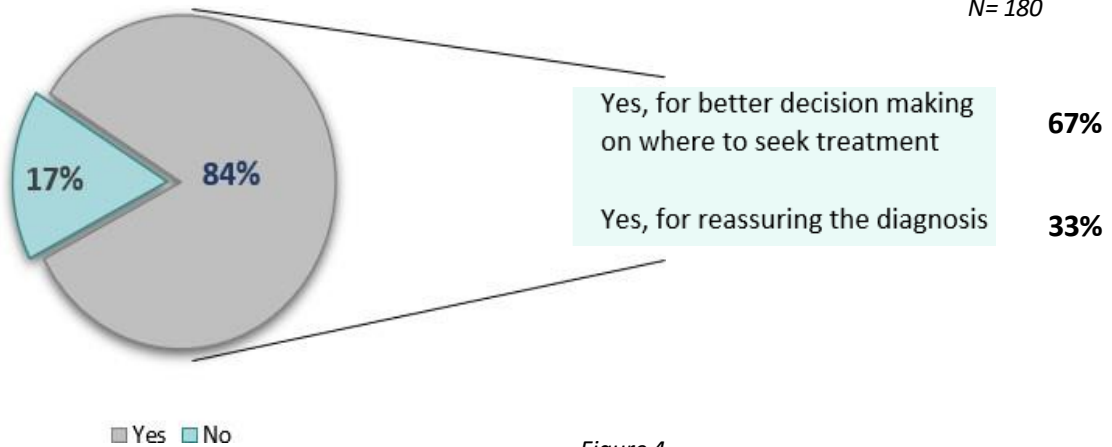 N= 180
Yes, for better decision making
on where to seek treatment
67%
17%
84%
Yes, for reassuring the diagnosis
33%
Yes No
Figure 4